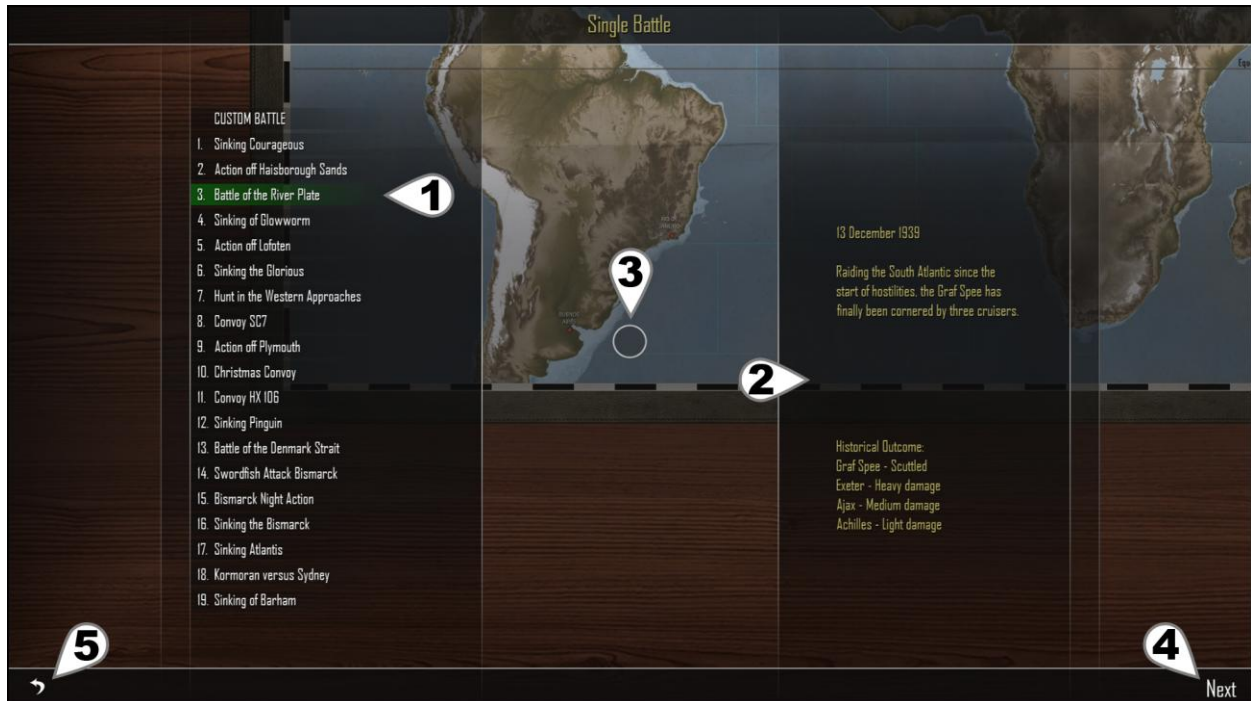 Single Battle
Equ
CUSTOM BATTLE
1. Sinking Courageous
2. Action off Haisborough Sands
3. Battle of the River Plate
4. Sinking of Glowworm
5. Action off Lofoten
6. Sinking the Glorious
7. Hunt in the Western Approaches
8. Convoy SC7
9. Action off Plymouth
10. Christmas Convoy
11. Convoy HX 106
12. Sinking Pinguin
13. Battle of the Denmark Strait
14. Swordfish Attack Bismarck
15. Bismarck Night Action
16. Sinking the Bismarck
17. Sinking Atlantis
18. Kormoran versus Sydney
19. Sinking of Barham
1
3
2
13 December 1939
Raiding the South Atlantic since the
start of hostilities, the Graf Spee has
finally been cornered by three cruisers.
Historical Outcome:
Graf Spee - Scuttled
Exeter - Heavy damage
Ajax - Medium damage
Achilles - Light damage
5
4
Next